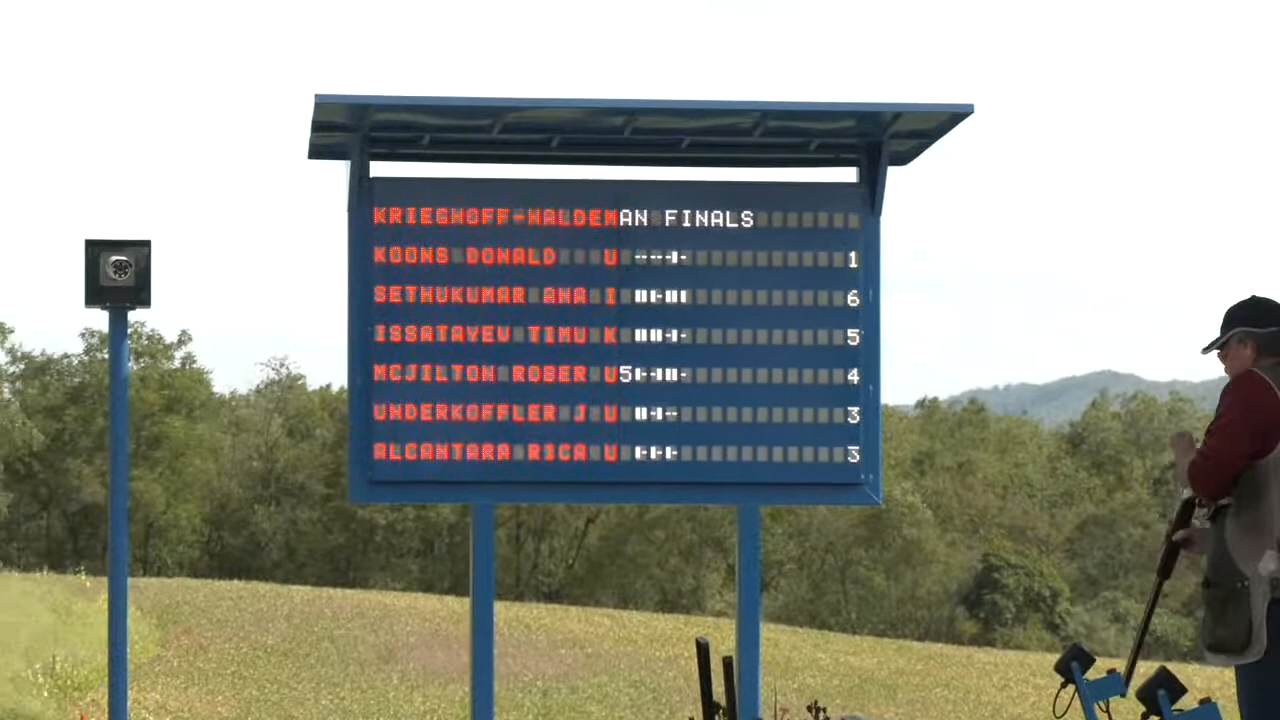 KRIEGHOFF-HALDEMAN FINALS
KOONS DONALD U 1
SETHUKUMAR ANA I 6
ISSATAYEV TIMU K 5
MCJILTON ROBER U5 4
UNDERKOFFLER J U 3
ALCANTARA RICA U 3